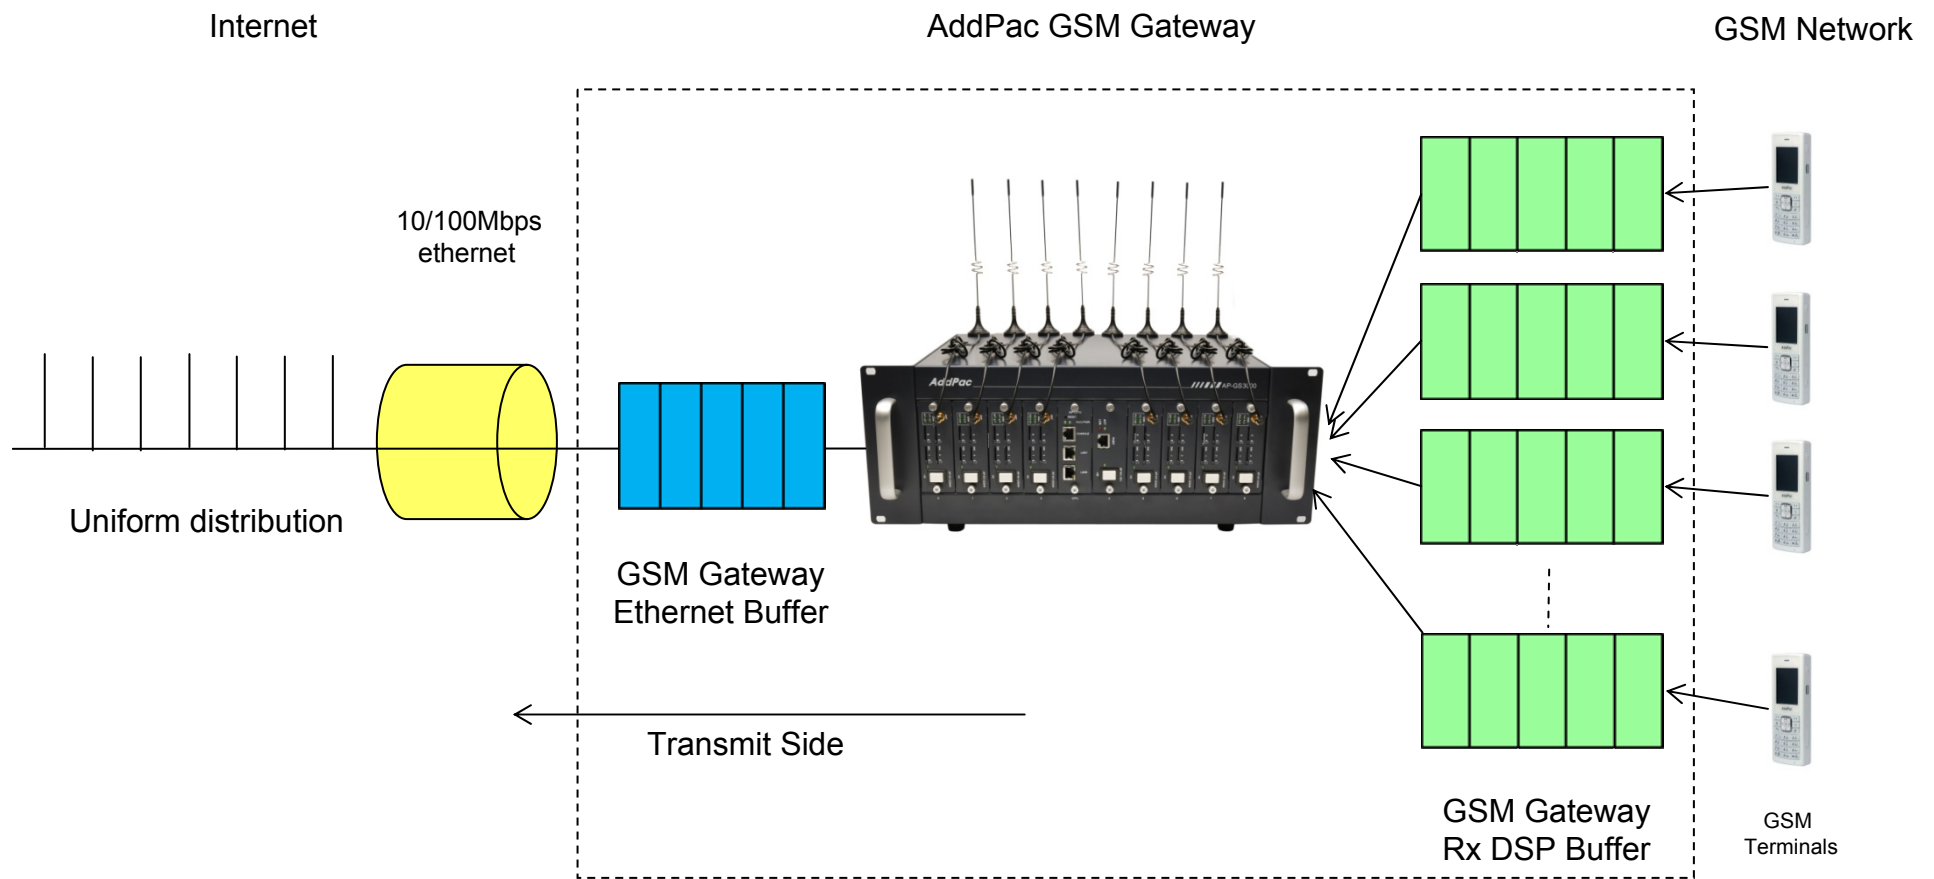 Internet
AddPac GSM Gateway
GSM Network
10/100Mbps
ethernet
AddPac
Uniform distribution
GSM Gateway
Ethernet Buffer
Transmit Side
GSM Gateway
Rx DSP Buffer
GSM
Terminals